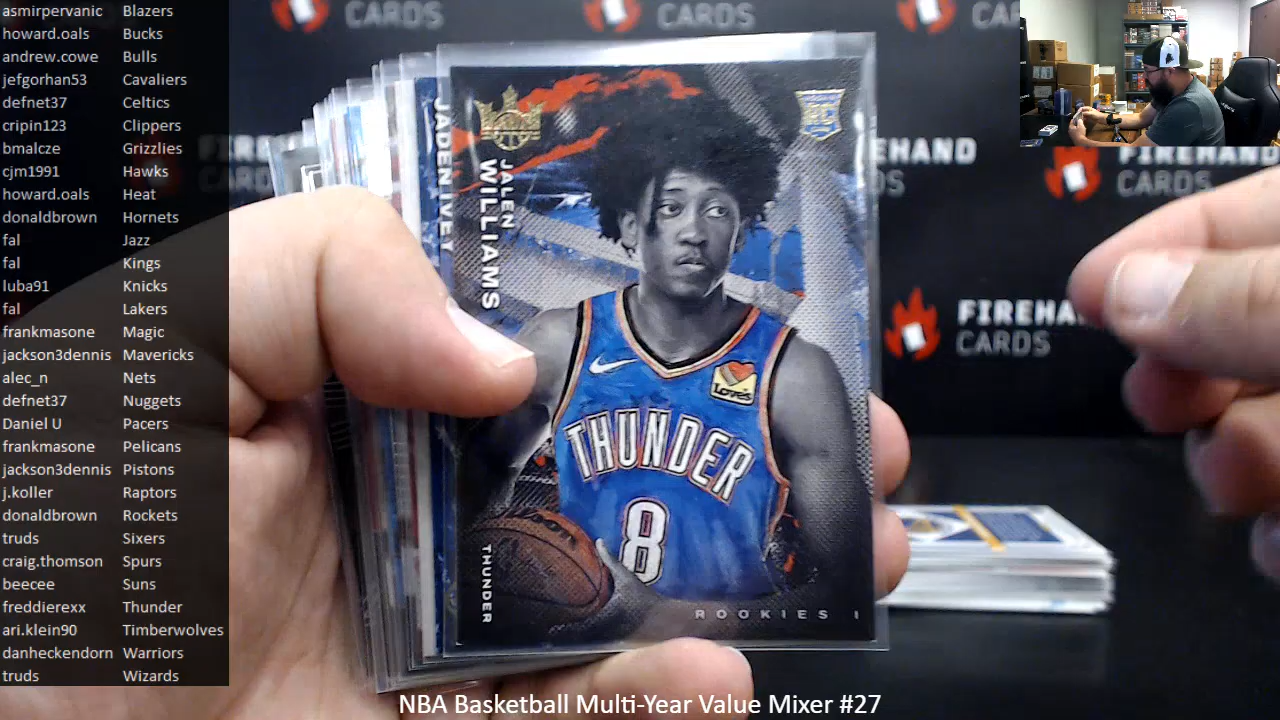 asmirpervanic Blazers
howard.oals Bucks
andrew.cowe Bulls
jefgorhan53 Cavaliers
defnet37 Celtics
cripin123 Clippers
bmalcze Grizzlies
cjm1991 Hawks
howard.oals Heat
donaldbrown Hornets
fal Jazz
fal Kings
luba91 Knicks
fal Lakers
frankmasone Magic
jackson3dennis Mavericks
alec_n Nets
defnet37 Nuggets
Daniel U Pacers
frankmasone Pelicans
jackson3dennis Pistons
j.koller Raptors
donaldbrown Rockets
truds Sixers
craig.thomson Spurs
beecee Suns
freddierexx Thunder
ari.klein90 Timberwolves
danheckendorn Warriors
truds Wizards
CARDS
CARDS
JADEN IVEY
JALEN
WILLIAMS
Love's
THUNDER
8
THUNDER
ROOKIES I
FIREHAND
CARDS
FIREHAND
CARDS
NBA Basketball Multi-Year Value Mixer #27